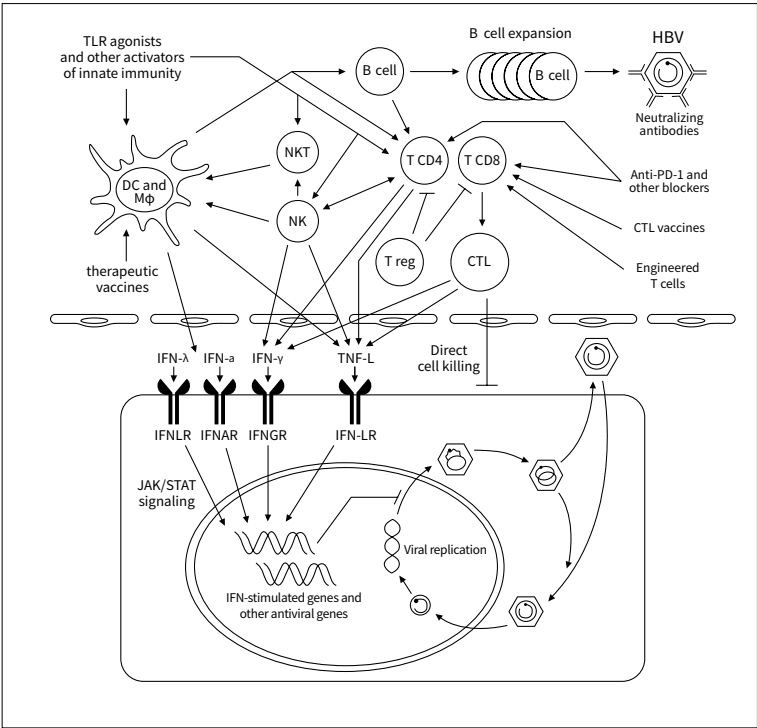 TLR agonists
and other activators
of innate immunity
B cell
B cell expansion
B cell
HBV
Neutralizing
antibodies
NKT
T CD4
T CD8
DC and
Mϕ
NK
Anti-PD-1 and
other blockers
CTL vaccines
T reg
CTL
Engineered
T cells
therapeutic
vaccines
IFN-λ
IFN-a
IFN-γ
TNF-L
Direct
cell killing
IFNLR
IFNAR
IFNGR
IFN-LR
JAK/STAT
signaling
Viral replication
IFN-stimulated genes and
other antiviral genes